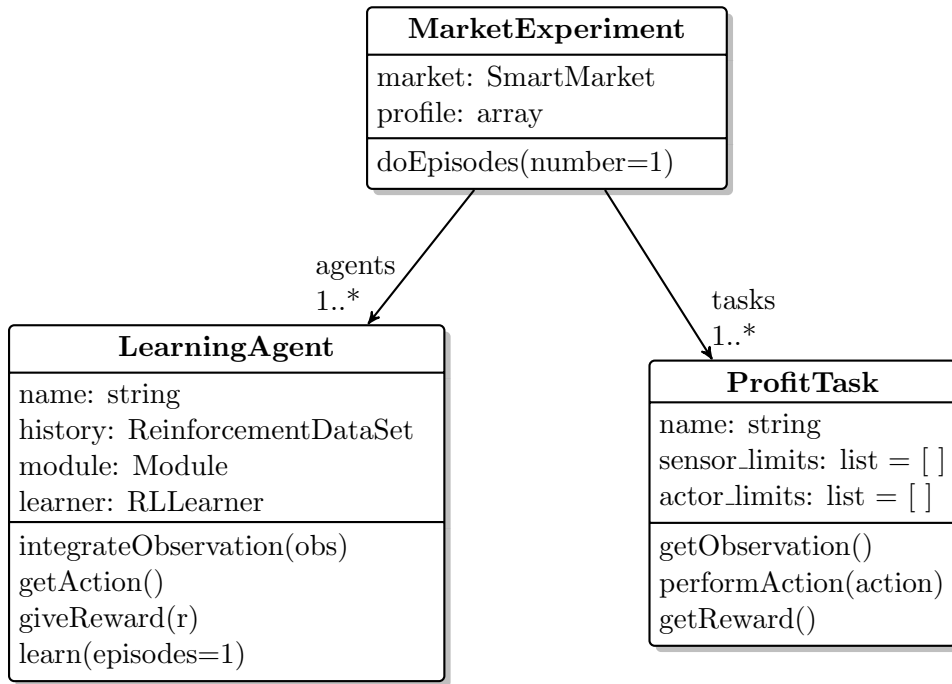 MarketExperiment
market: SmartMarket
profile: array
doEpisodes(number=1)
agents
1..*
tasks
1..*
LearningAgent
name: string
history: ReinforcementDataSet
module: Module
learner: RLLearner
integrateObservation(obs)
getAction()
giveReward(r)
learn(episodes=1)
ProfitTask
name: string
sensor_limits: list = [ ]
actor_limits: list = [ ]
getObservation()
performAction(action)
getReward()